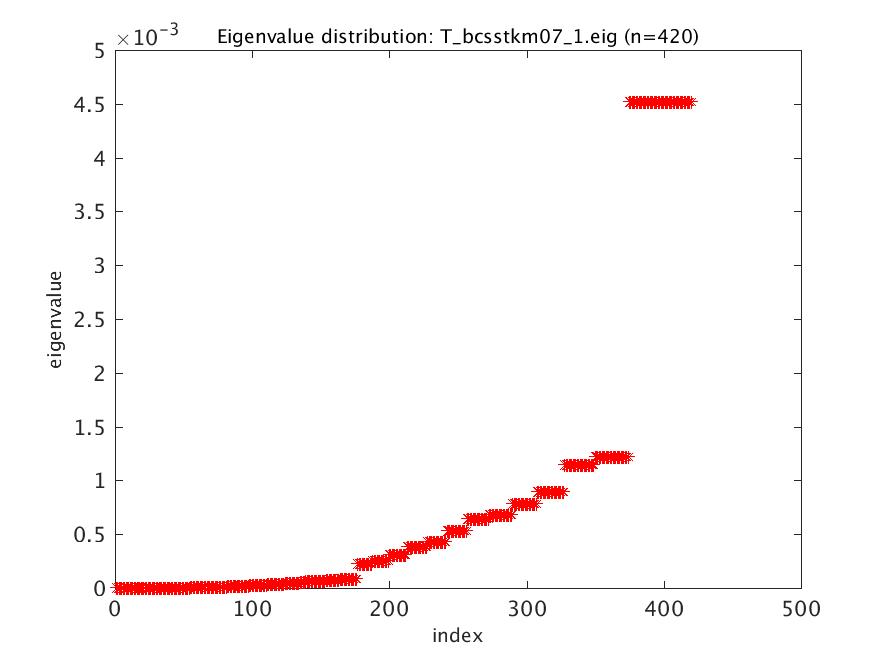 ×10⁻³ Eigenvalue distribution: T_bcsstkm07_1.eig (n=420)
5
4.5
4
3.5
3
2.5
2
1.5
1
0.5
0
eigenvalue
0 100 200 300 400 500
index